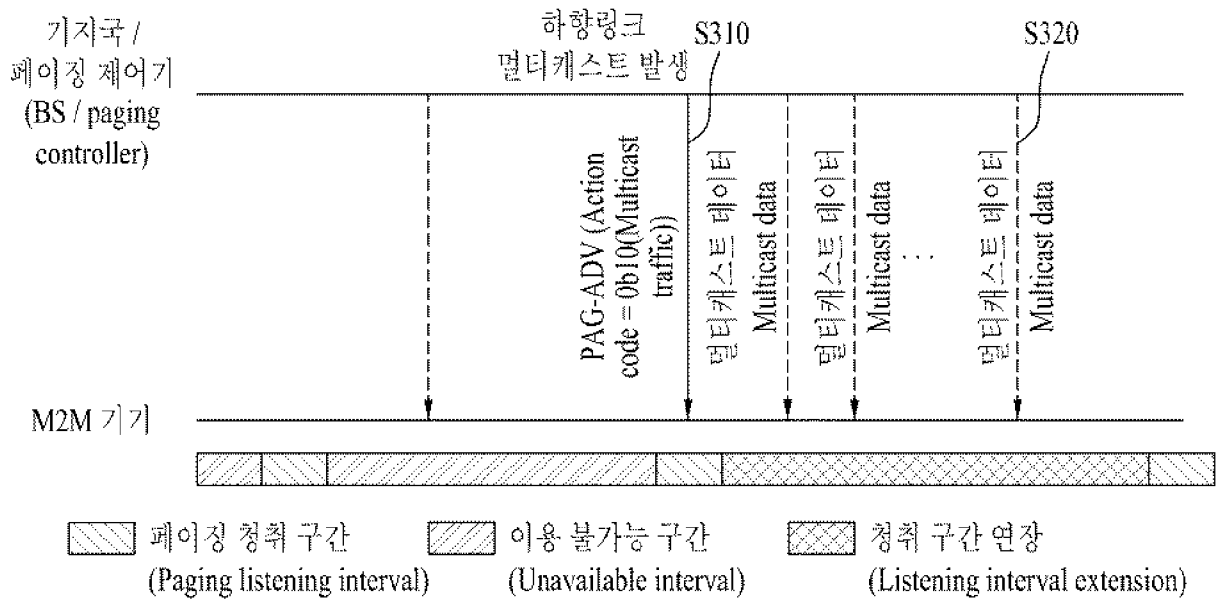 기지국 /
페이징 제어기
(BS / paging
controller)
하향링크
멀티캐스트 발생
S310
S320
PAG-ADV (Action
code = 0b10(Multicast
traffic))
멀티캐스트 데이터
Multicast data
멀티캐스트 데이터
Multicast data
. . .
멀티캐스트 데이터
Multicast data
M2M 기기
페이징 청취 구간
(Paging listening interval)
이용 불가능 구간
(Unavailable interval)
청취 구간 연장
(Listening interval extension)